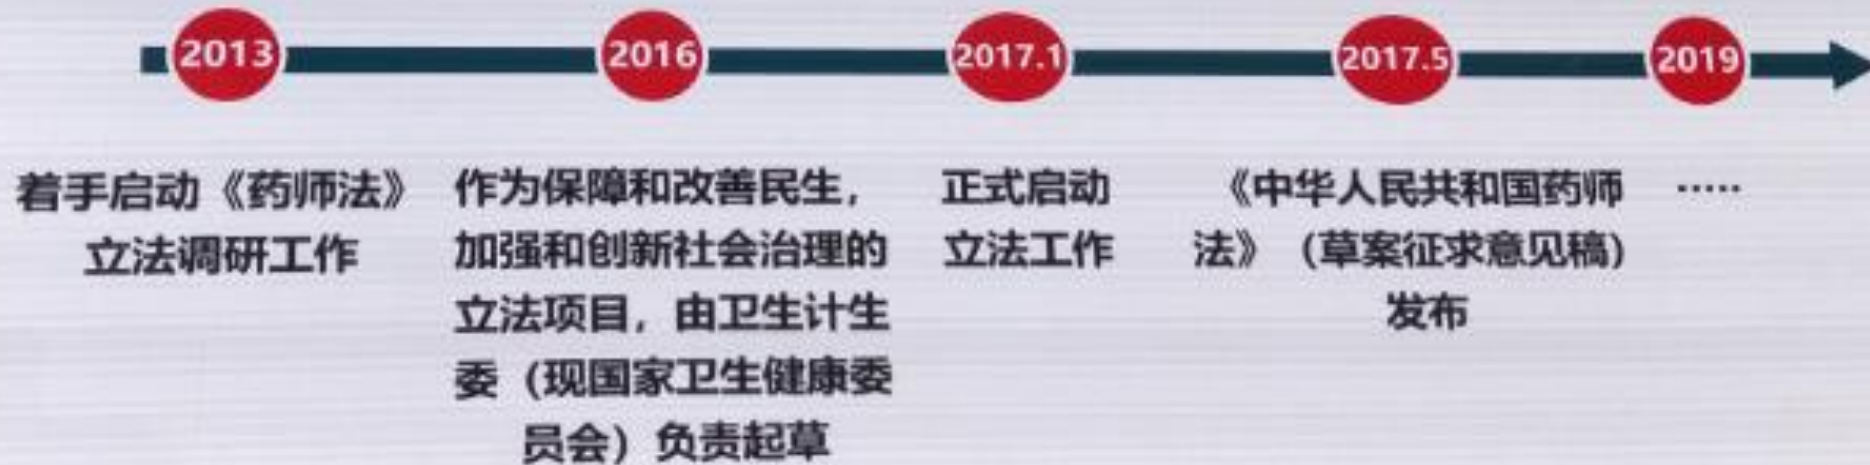 2013
2016
2017.1
2017.5
2019
着手启动《药师法》
立法调研工作
作为保障和改善民生，
加强和创新社会治理的
立法项目，由卫生计生
委（现国家卫生健康委
员会）负责起草
正式启动
立法工作
《中华人民共和国药师
法》（草案征求意见稿）
发布
·····